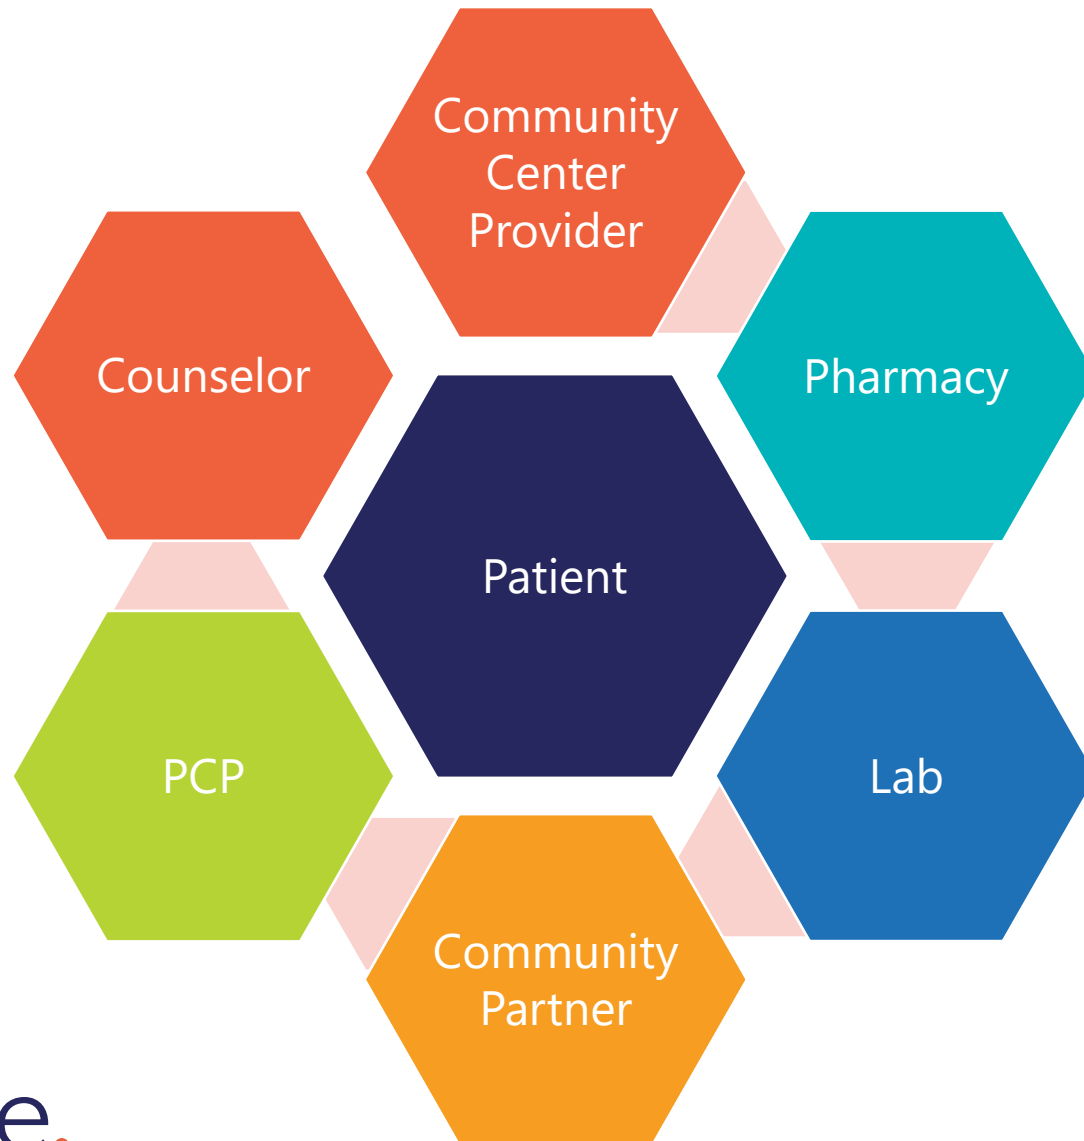 Community
Center
Provider
Counselor
Pharmacy
Patient
PCP
Lab
Community
Partner
e.